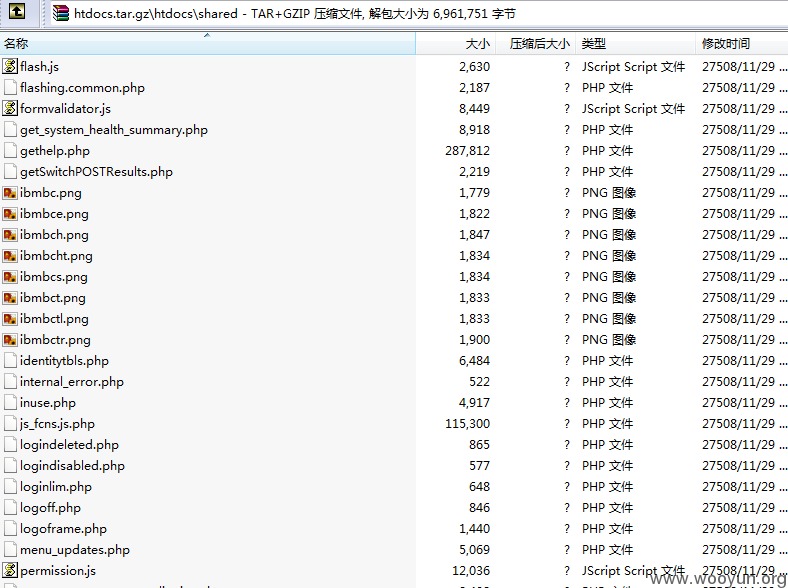 htdocs.tar.gz\htdocs\shared - TAR+GZIP 压缩文件, 解包大小为 6,961,751 字节
名称 大小 压缩后大小 类型 修改时间
flash.js 2,630 ? JScript Script 文件 27508/11/29 ...
flashing.common.php 2,187 ? PHP 文件 27508/11/29 ...
formvalidator.js 8,449 ? JScript Script 文件 27508/11/29 ...
get_system_health_summary.php 8,918 ? PHP 文件 27508/11/29 ...
gethelp.php 287,812 ? PHP 文件 27508/11/29 ...
getSwitchPOSTResults.php 2,219 ? PHP 文件 27508/11/29 ...
ibmbc.png 1,779 ? PNG 图像 27508/11/29 ...
ibmbce.png 1,822 ? PNG 图像 27508/11/29 ...
ibmbch.png 1,847 ? PNG 图像 27508/11/29 ...
ibmbcht.png 1,834 ? PNG 图像 27508/11/29 ...
ibmbcs.png 1,834 ? PNG 图像 27508/11/29 ...
ibmbct.png 1,833 ? PNG 图像 27508/11/29 ...
ibmbctl.png 1,833 ? PNG 图像 27508/11/29 ...
ibmbctr.png 1,900 ? PNG 图像 27508/11/29 ...
identitytbls.php 6,484 ? PHP 文件 27508/11/29 ...
internal_error.php 522 ? PHP 文件 27508/11/29 ...
inuse.php 4,917 ? PHP 文件 27508/11/29 ...
js_fcns.js.php 115,300 ? PHP 文件 27508/11/29 ...
logindeleted.php 865 ? PHP 文件 27508/11/29 ...
logindisabled.php 577 ? PHP 文件 27508/11/29 ...
loginlim.php 648 ? PHP 文件 27508/11/29 ...
logoff.php 846 ? PHP 文件 27508/11/29 ...
logoframe.php 1,440 ? PHP 文件 27508/11/29 ...
menu_updates.php 5,069 ? PHP 文件 27508/11/29 ...
permission.js 12,036 ? JScript Script 文件 27508/11/29 ...
www.wooyun.org